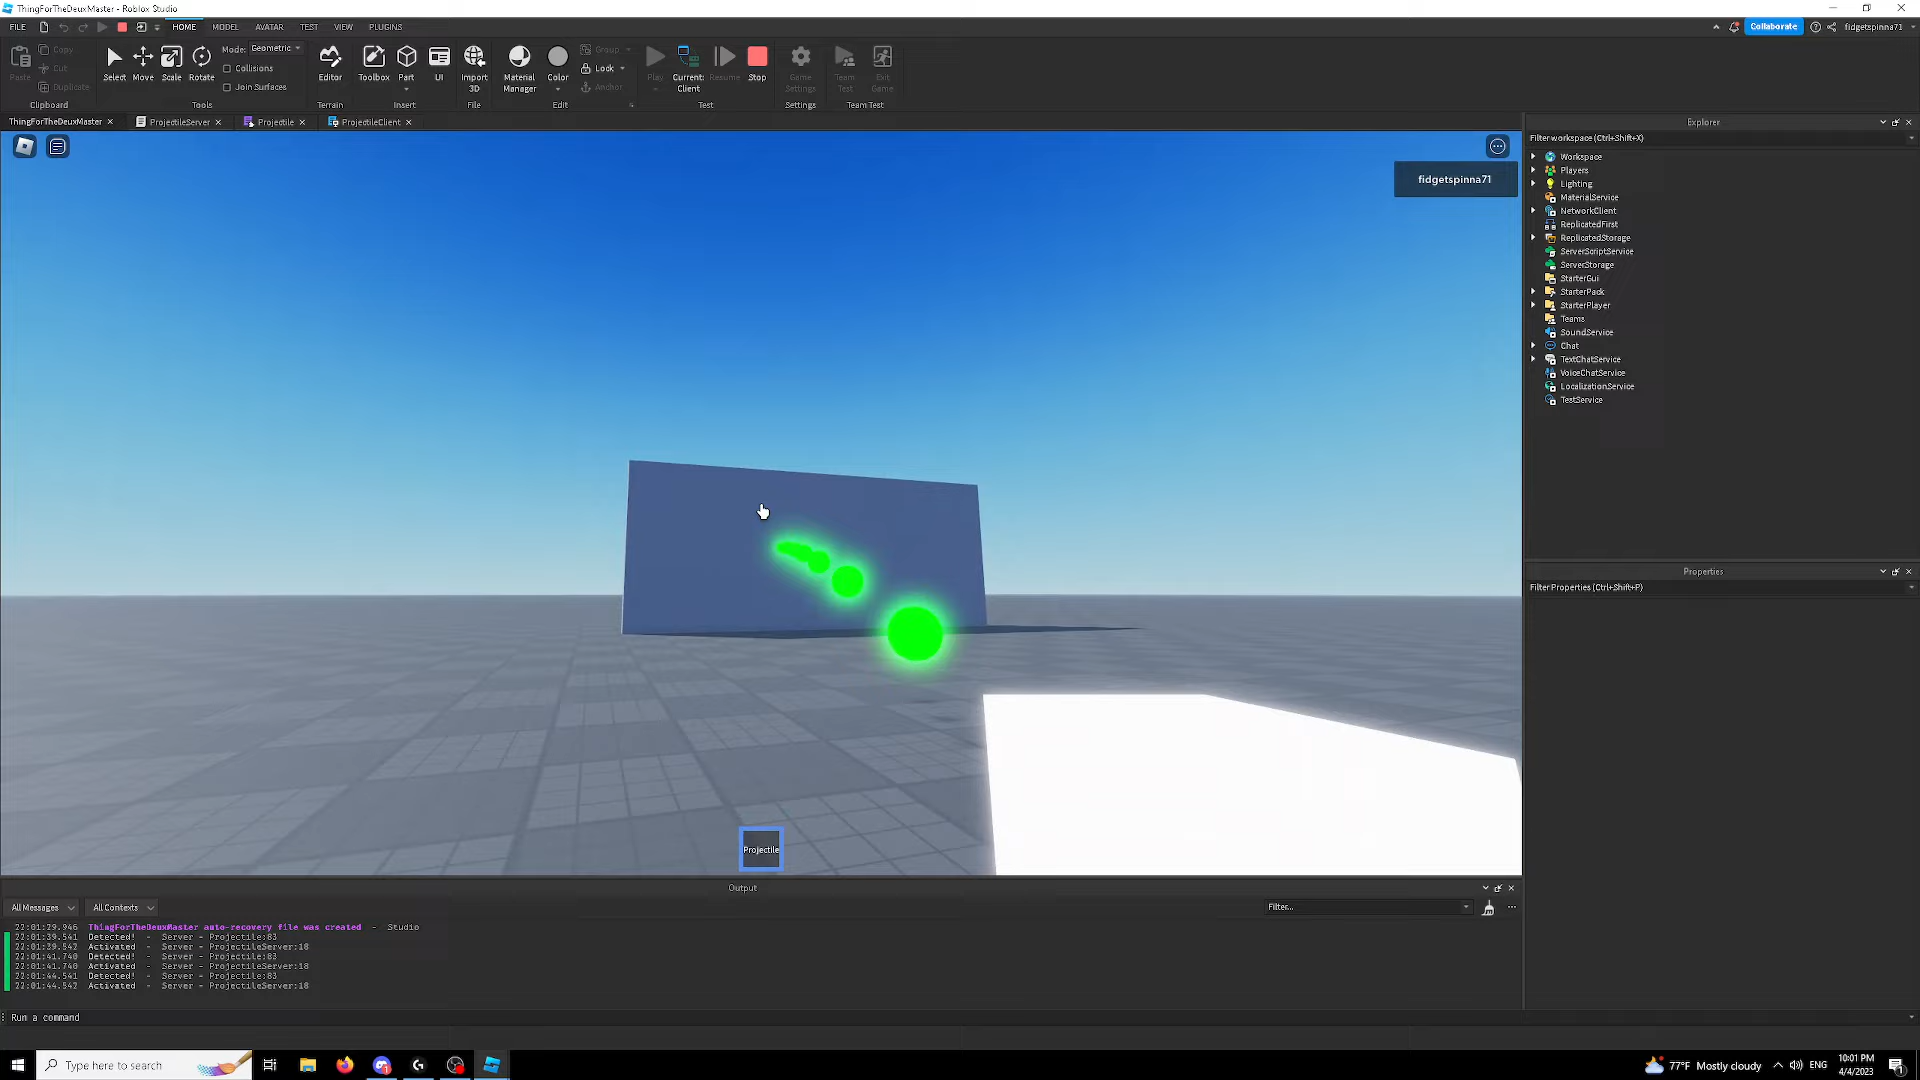 ThingForTheDeuxMaster - Roblox Studio
FILE HOME MODEL AVATAR TEST VIEW PLUGINS Collaborate fidgetspinna71
Paste Copy Cut Duplicate Clipboard
Select Move Scale Rotate Mode: Geometric Collisions Join Surfaces Tools
Editor Terrain
Toolbox Part UI Insert
Import 3D File
Material Manager Color Group Lock Anchor Edit
Play Current: Client Resume Stop Test
Game Settings Settings
Team Test Exit Game Team Test
ThingForTheDeuxMaster ProjectileServer Projectile ProjectileClient
fidgetspinna71
Projectile
Explorer
Filter workspace (Ctrl+Shift+X)
Workspace
Players
Lighting
MaterialService
NetworkClient
ReplicatedFirst
ReplicatedStorage
ServerScriptService
ServerStorage
StarterGui
StarterPack
StarterPlayer
Teams
SoundService
Chat
TextChatService
VoiceChatService
LocalizationService
TestService
Properties
Filter Properties (Ctrl+Shift+P)
Output
All Messages All Contexts Filter...
22:01:29.946 ThingForTheDeuxMaster auto-recovery file was created - Studio
22:01:39.541 Detected! - Server - Projectile:83
22:01:39.542 Activated - Server - ProjectileServer:18
22:01:41.740 Detected! - Server - Projectile:83
22:01:41.740 Activated - Server - ProjectileServer:18
22:01:44.541 Detected! - Server - Projectile:83
22:01:44.542 Activated - Server - ProjectileServer:18
Run a command
Type here to search
77°F Mostly cloudy ENG 10:01 PM
4/4/2023